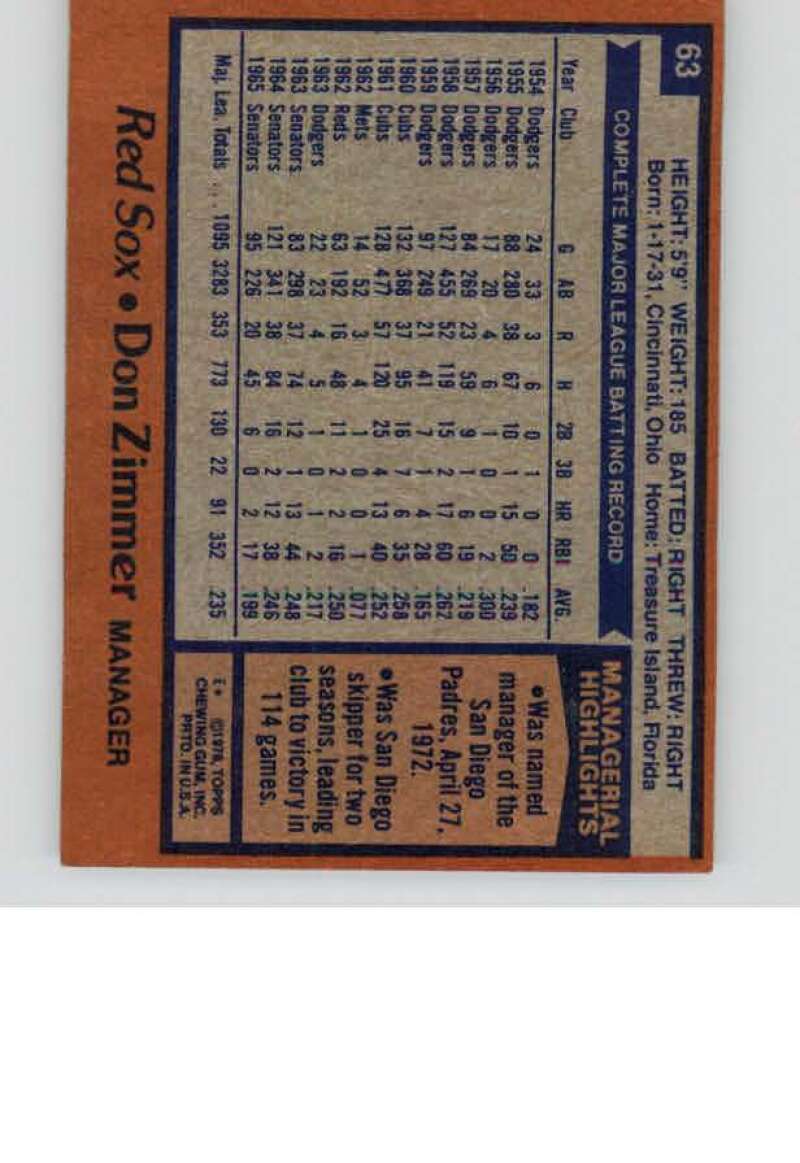 63
HEIGHT: 5'9" WEIGHT: 185 BATTED: RIGHT THREW: RIGHT
Born: 1-17-31, Cincinnati, Ohio Home: Treasure Island, Florida
COMPLETE MAJOR LEAGUE BATTING RECORD
Year Club G AB R H 2B 3B HR RBI AVG.
1954 Dodgers 24 33 3 6 0 1 0 0 .182
1955 Dodgers 88 280 38 67 10 1 15 50 .239
1956 Dodgers 17 20 4 6 1 0 0 2 .300
1957 Dodgers 84 269 23 59 9 1 6 19 .219
1958 Dodgers 127 455 52 119 15 2 17 60 .262
1959 Dodgers 97 249 21 41 7 1 4 28 .165
1960 Cubs 132 368 37 95 16 7 6 35 .258
1961 Cubs 128 477 57 120 25 4 13 40 .252
1962 Mets 14 52 3 4 1 0 0 1 .077
1962 Reds 63 192 16 48 11 2 2 16 .250
1963 Dodgers 22 23 4 5 1 0 1 2 .217
1963 Senators 83 298 37 74 12 1 13 44 .248
1964 Senators 121 341 38 84 16 2 12 38 .246
1965 Senators 95 226 20 45 6 0 2 17 .199
Maj. Lea. Totals ... 1095 3283 353 773 130 22 91 352 .235
MANAGERIAL
HIGHLIGHTS
•Was named
manager of the
San Diego
Padres, April 27,
1972.
•Was San Diego
skipper for two
seasons, leading
club to victory in
114 games.
©1978, TOPPS
CHEWING GUM, INC.
PRTD. IN U.S.A.
Red Sox • Don Zimmer MANAGER